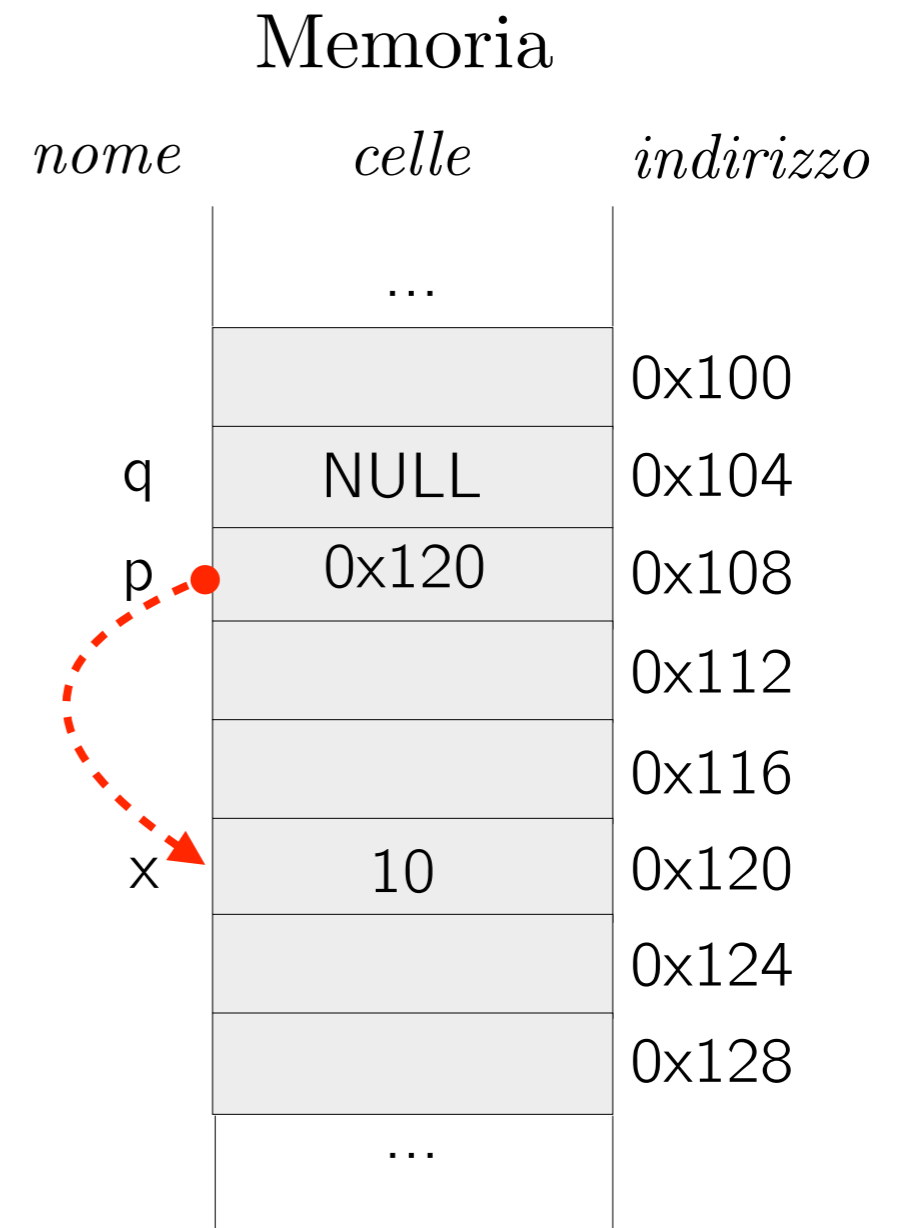 Memoria
nome celle indirizzo
...
0x100
q NULL 0x104
p 0x120 0x108
0x112
0x116
x 10 0x120
0x124
0x128
...